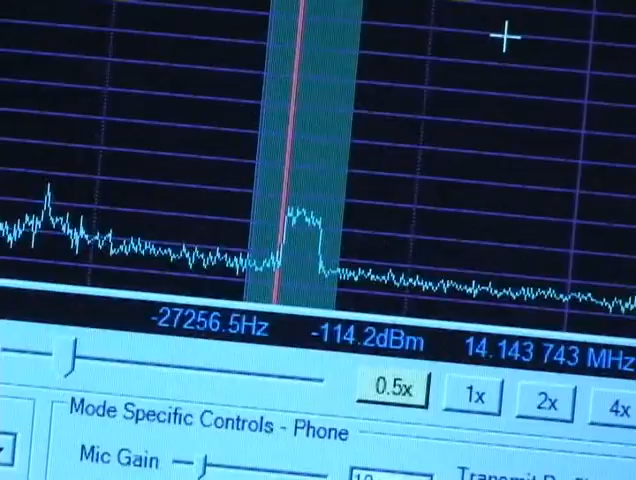 -27256.5Hz -114.2dBm 14.143 743 MHz
0.5x 1x 2x 4x
Mode Specific Controls - Phone
Mic Gain